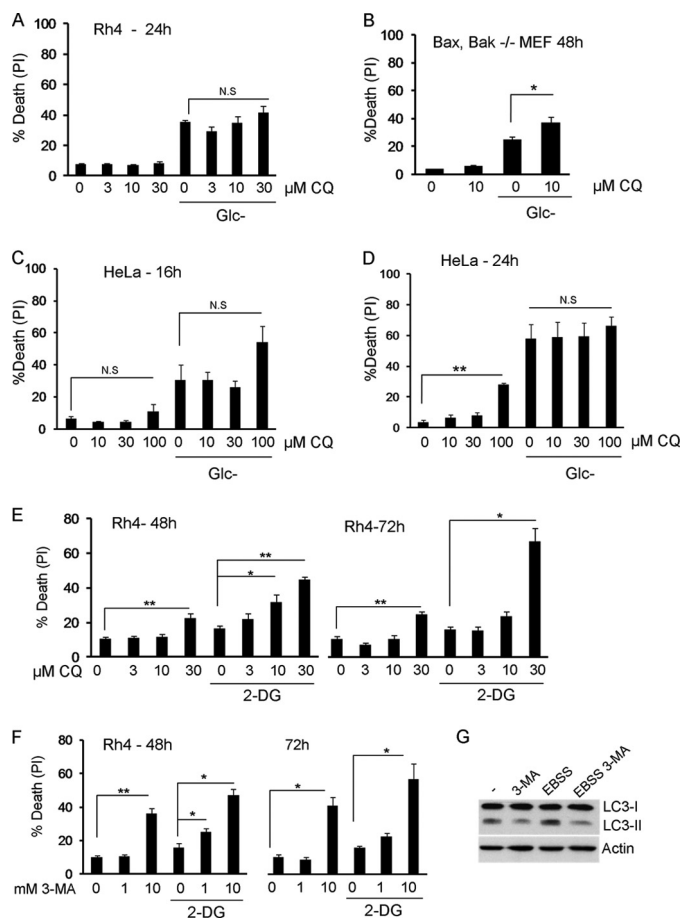 A
Rh4 - 24h
% Death (PI)
100
80
60
40
20
0
N.S
0 3 10 30 0 3 10 30 µM CQ
Glc-
B
Bax, Bak -/- MEF 48h
%Death (PI)
100
80
60
40
20
0
*
0 10 0 10 µM CQ
Glc-
C
HeLa - 16h
%Death (PI)
100
80
60
40
20
0
N.S
N.S
0 10 30 100 0 10 30 100 µM CQ
Glc-
D
HeLa - 24h
%Death (PI)
100
80
60
40
20
0
**
N.S
0 10 30 100 0 10 30 100 µM CQ
Glc-
E
Rh4- 48h
Rh4-72h
% Death (PI)
80
60
40
20
0
**
*
**
**
*
µM CQ 0 3 10 30 0 3 10 30 0 3 10 30 0 3 10 30
2-DG
2-DG
F
Rh4 - 48h
72h
% Death (PI)
80
60
40
20
0
**
*
*
*
*
mM 3-MA 0 1 10 0 1 10 0 1 10 0 1 10
2-DG
2-DG
G
- 3-MA EBSS EBSS 3-MA
LC3-I
LC3-II
Actin